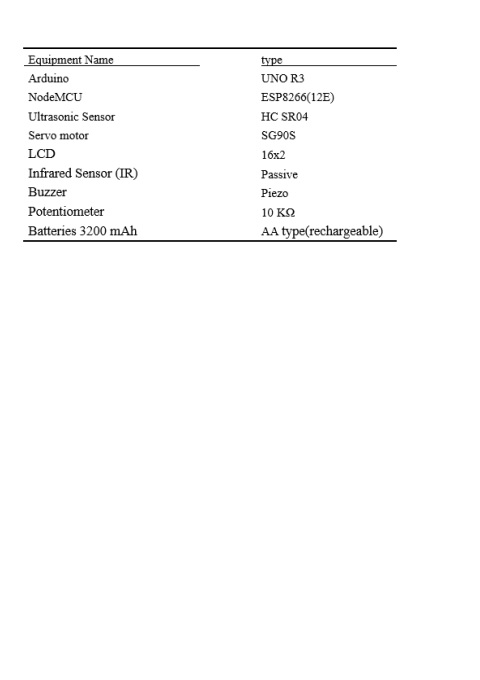 Equipment Name type
Arduino UNO R3
NodeMCU ESP8266(12E)
Ultrasonic Sensor HC SR04
Servo motor SG90S
LCD 16x2
Infrared Sensor (IR) Passive
Buzzer Piezo
Potentiometer 10 KΩ
Batteries 3200 mAh AA type(rechargeable)